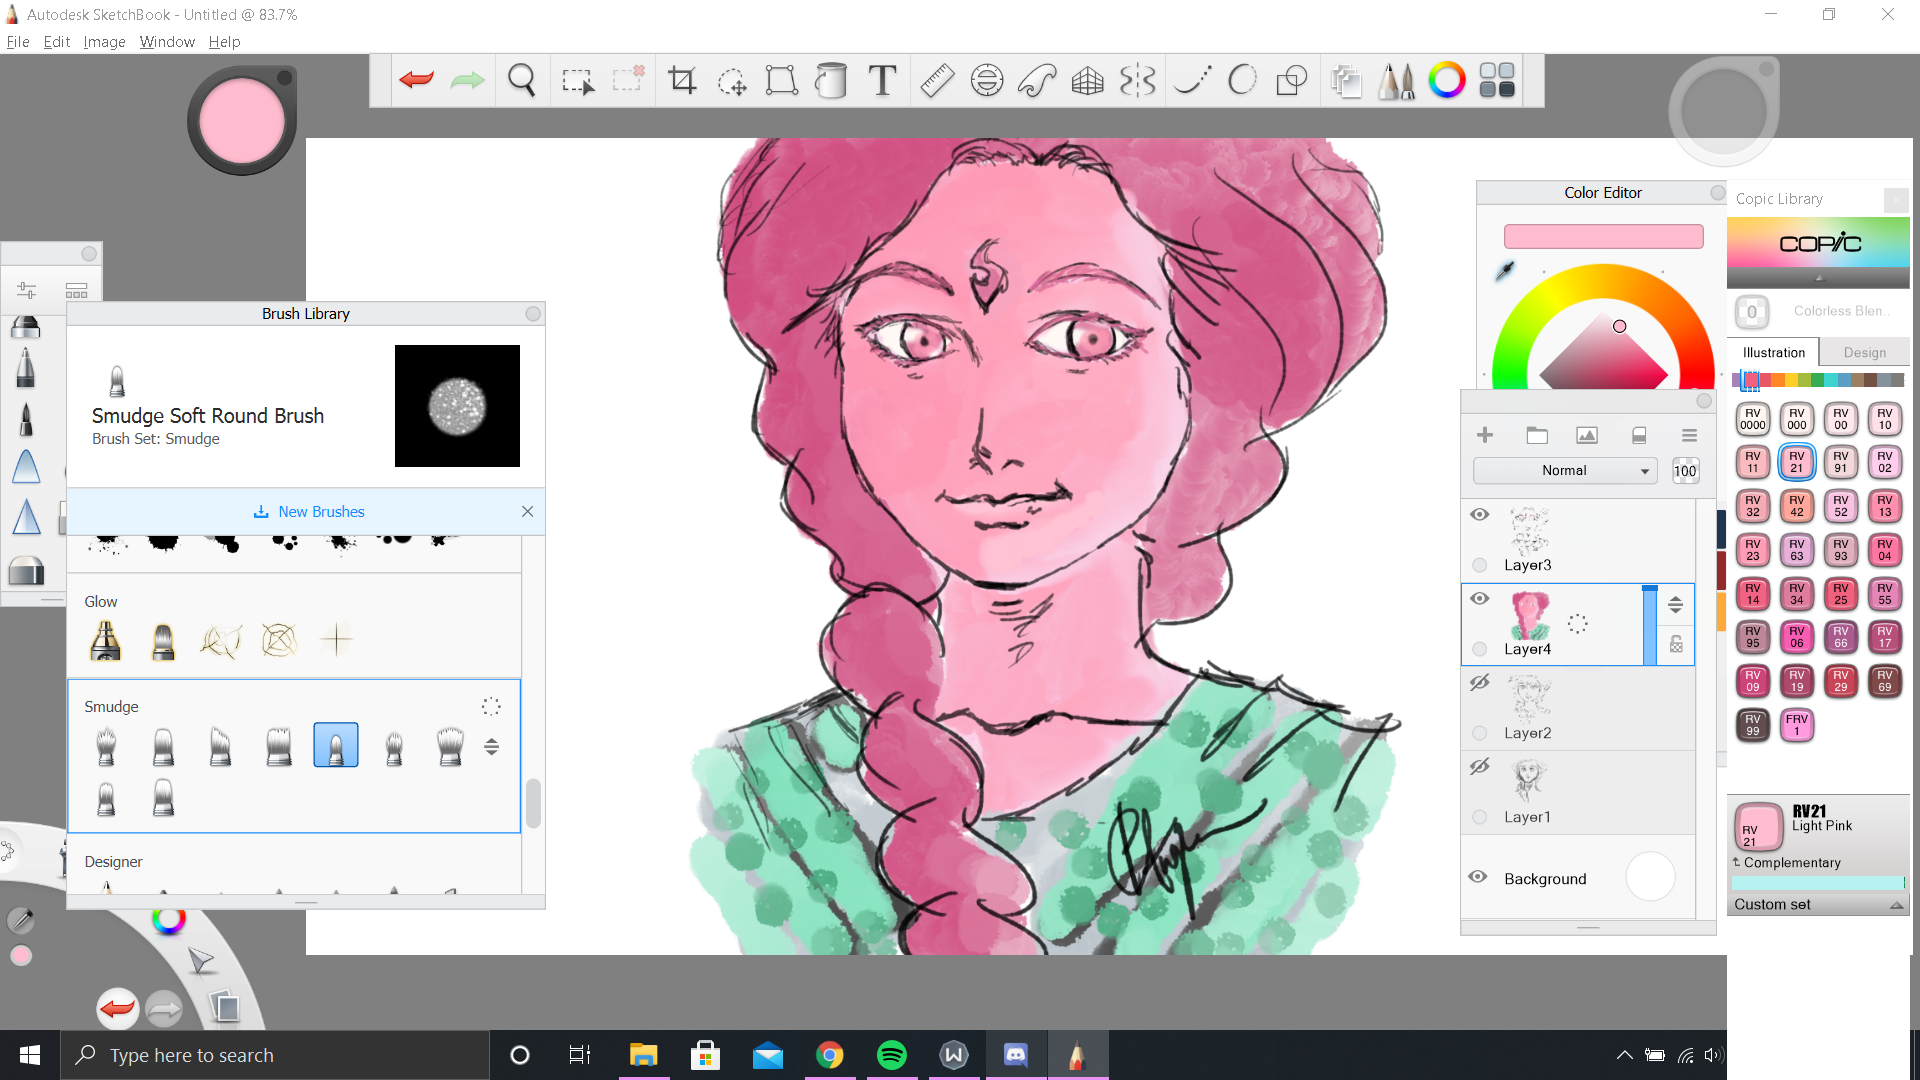 Autodesk SketchBook - Untitled @ 83.7%
File Edit Image Window Help
T
Color Editor
Copic Library
COPIC
0
Colorless Blen..
Illustration
Design
RV 0000
RV 000
RV 00
RV 10
RV 11
RV 21
RV 91
RV 02
RV 32
RV 42
RV 52
RV 13
RV 23
RV 63
RV 93
RV 04
RV 14
RV 34
RV 25
RV 55
RV 95
RV 06
RV 66
RV 17
RV 09
RV 19
RV 29
RV 69
RV 99
FRV 1
RV 21
RV21
Light Pink
Complementary
Custom set
Brush Library
Smudge Soft Round Brush
Brush Set: Smudge
New Brushes
Glow
Smudge
Designer
Normal
100
Layer3
Layer4
Layer2
Layer1
Background
Type here to search
W